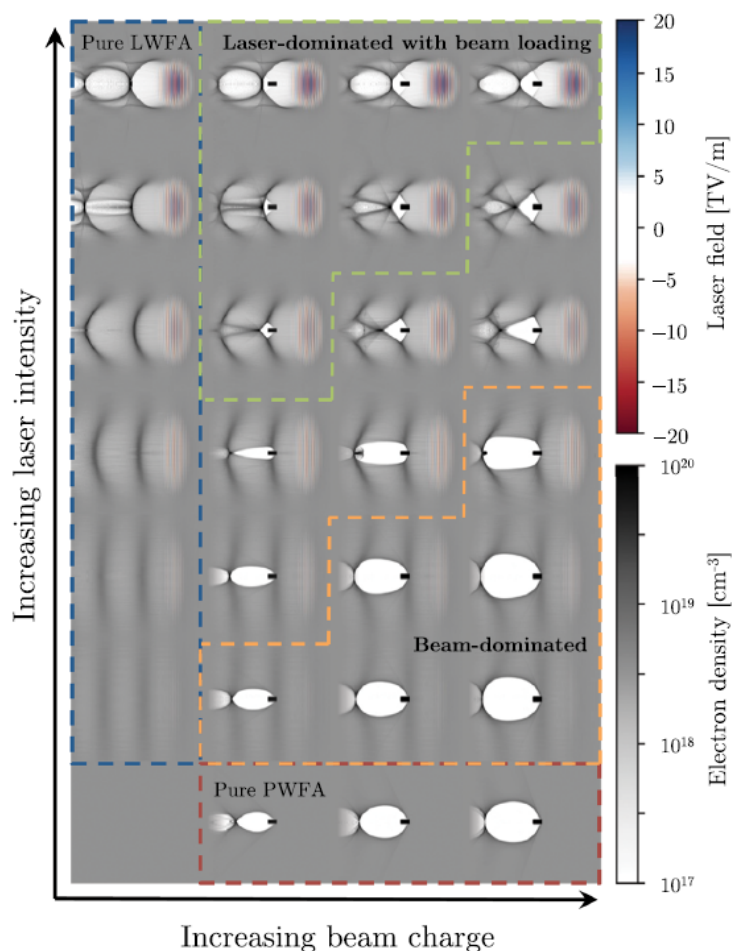 Pure LWFA
Laser-dominated with beam loading
Beam-dominated
Pure PWFA
Increasing laser intensity
Increasing beam charge
20
15
10
5
0
−5
−10
−15
−20
Laser field [TV/m]
10²⁰
10¹⁹
10¹⁸
10¹⁷
Electron density [cm⁻³]